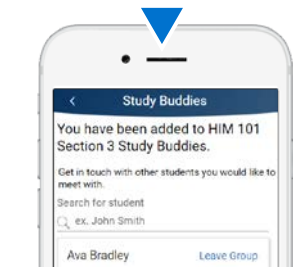 Study Buddies
You have been added to HIM 101
Section 3 Study Buddies.
Get in touch with other students you would like to
meet with.
Search for student
ex. John Smith
Ava Bradley Leave Group